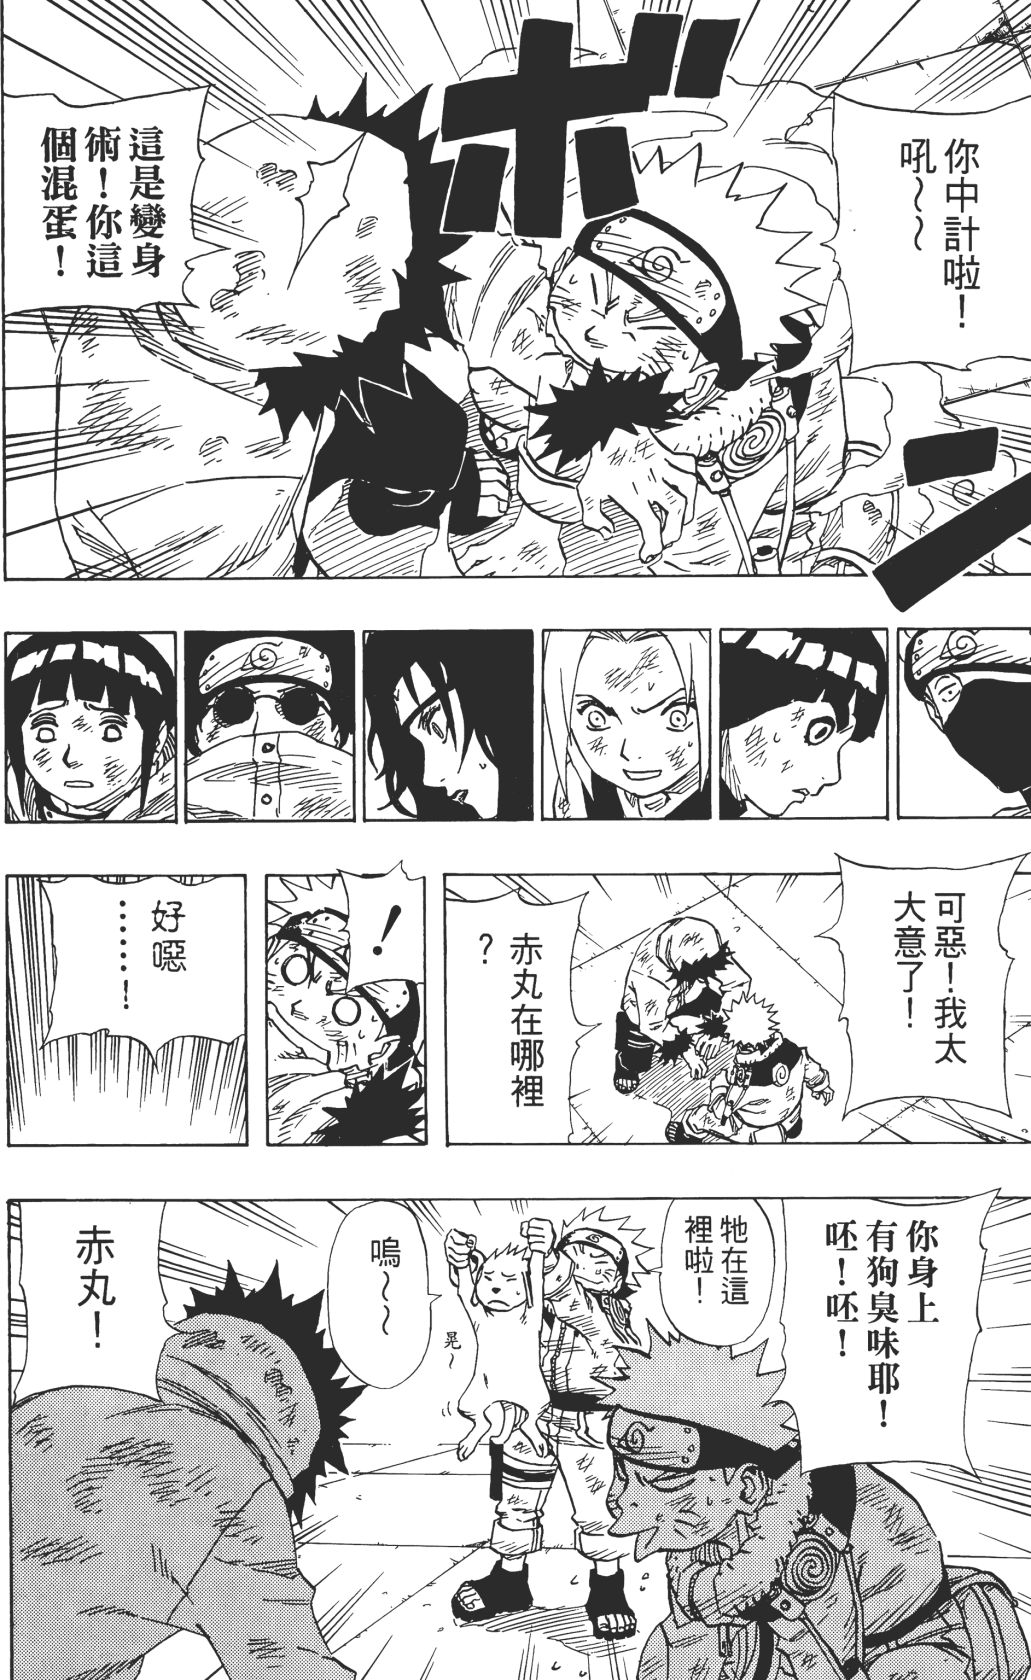 你中計啦！
吼～～
ボ
這是變身
術！你這
個混蛋！
可惡！我太
大意了！
赤丸在哪裡
？
！
好噁
……！
你身上
有狗臭味耶！
呸！呸！
牠在這
裡啦！
嗚～～
晃～
赤丸！